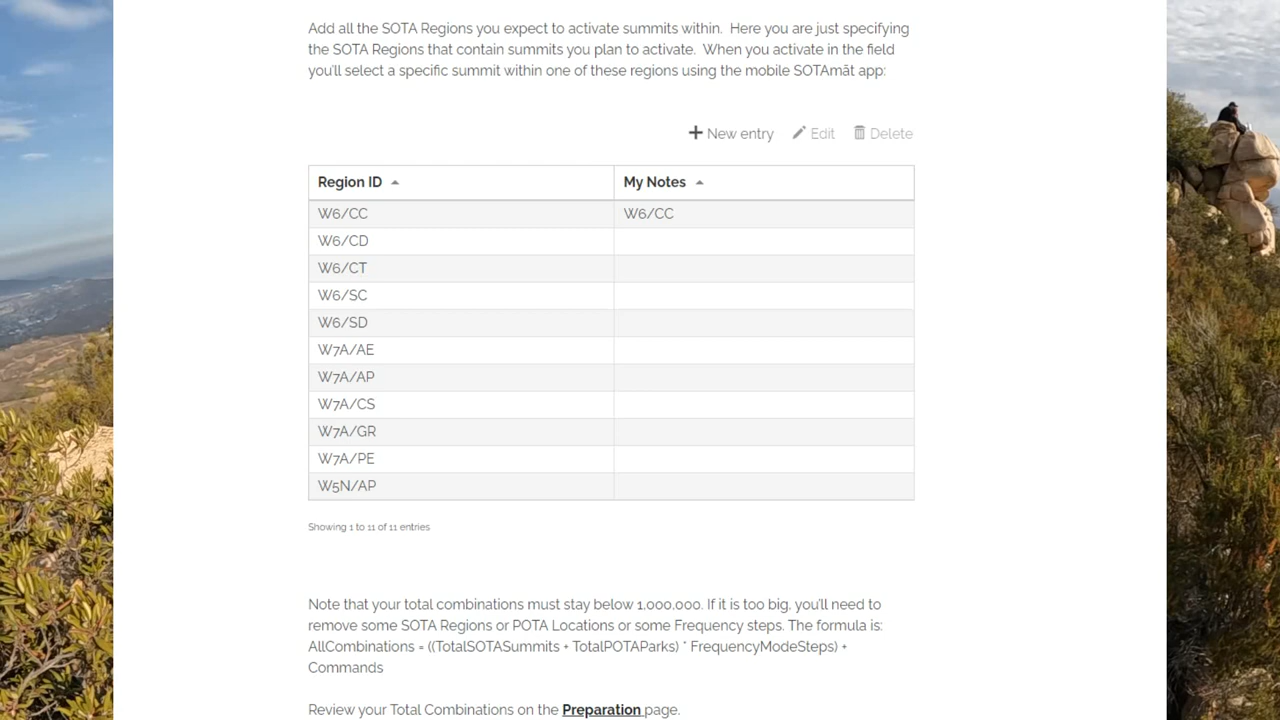 Add all the SOTA Regions you expect to activate summits within. Here you are just specifying
the SOTA Regions that contain summits you plan to activate. When you activate in the field
you'll select a specific summit within one of these regions using the mobile SOTAmāt app:
New entry Edit Delete
Region ID My Notes
W6/CC W6/CC
W6/CD
W6/CT
W6/SC
W6/SD
W7A/AE
W7A/AP
W7A/CS
W7A/GR
W7A/PE
W5N/AP
Showing 1 to 11 of 11 entries
Note that your total combinations must stay below 1,000,000. If it is too big, you'll need to
remove some SOTA Regions or POTA Locations or some Frequency steps. The formula is:
AllCombinations = ((TotalSOTASummits + TotalPOTAParks) * FrequencyModeSteps) +
Commands
Review your Total Combinations on the Preparation page.